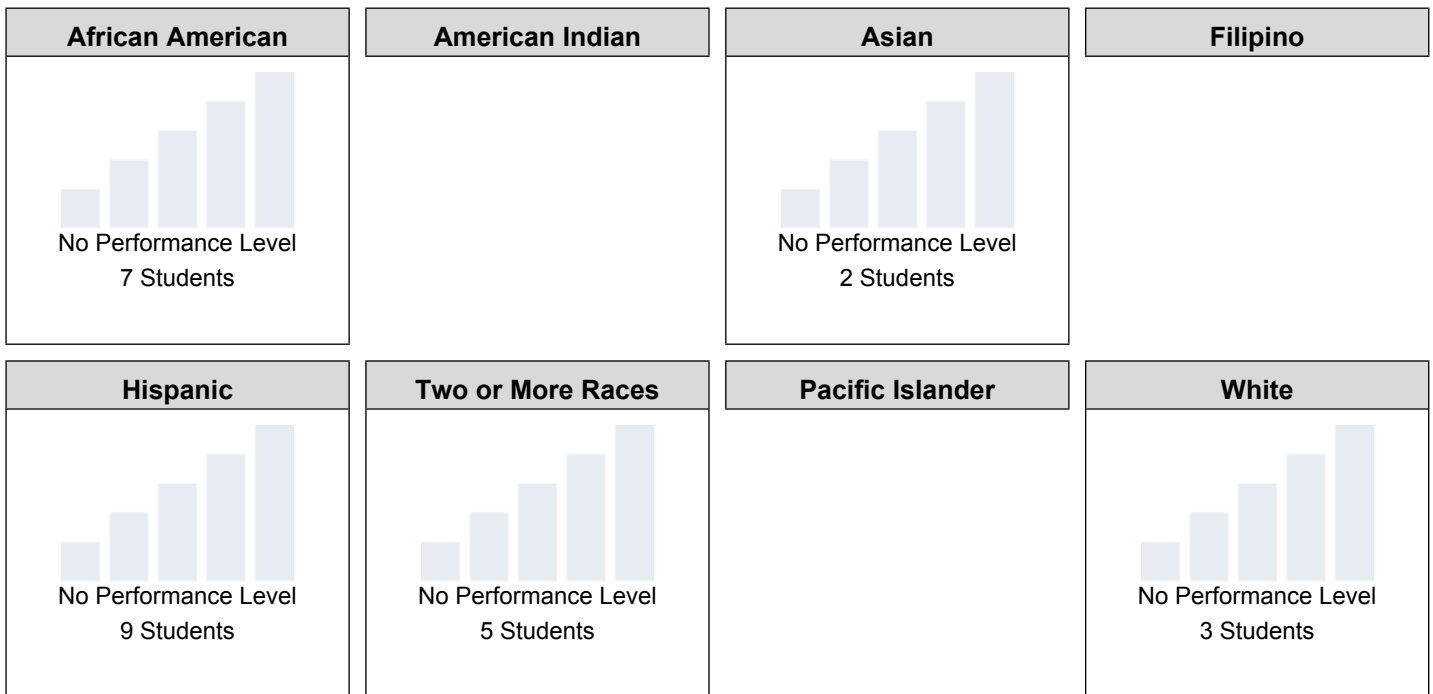 African American
American Indian
Asian
Filipino
No Performance Level
7 Students
No Performance Level
2 Students
Hispanic
Two or More Races
Pacific Islander
White
No Performance Level
9 Students
No Performance Level
5 Students
No Performance Level
3 Students